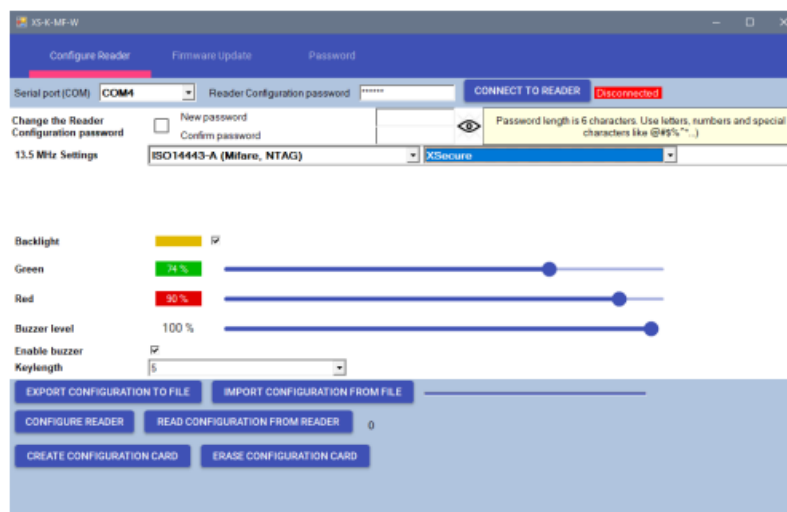 XS-K-MF-W
Configure Reader Firmware Update Password
Serial port (COM) COM4 Reader Configuration password ****** CONNECT TO READER Disconnected
Change the Reader
Configuration password
New password
Confirm password
Password length is 6 characters. Use letters, numbers and special
characters like @#$%^*..)
13.5 MHz Settings ISO14443-A (Mifare, NTAG) XSecure
Backlight
Green 74 %
Red 90 %
Buzzer level 100 %
Enable buzzer
Keylength 5
EXPORT CONFIGURATION TO FILE IMPORT CONFIGURATION FROM FILE
CONFIGURE READER READ CONFIGURATION FROM READER 0
CREATE CONFIGURATION CARD ERASE CONFIGURATION CARD